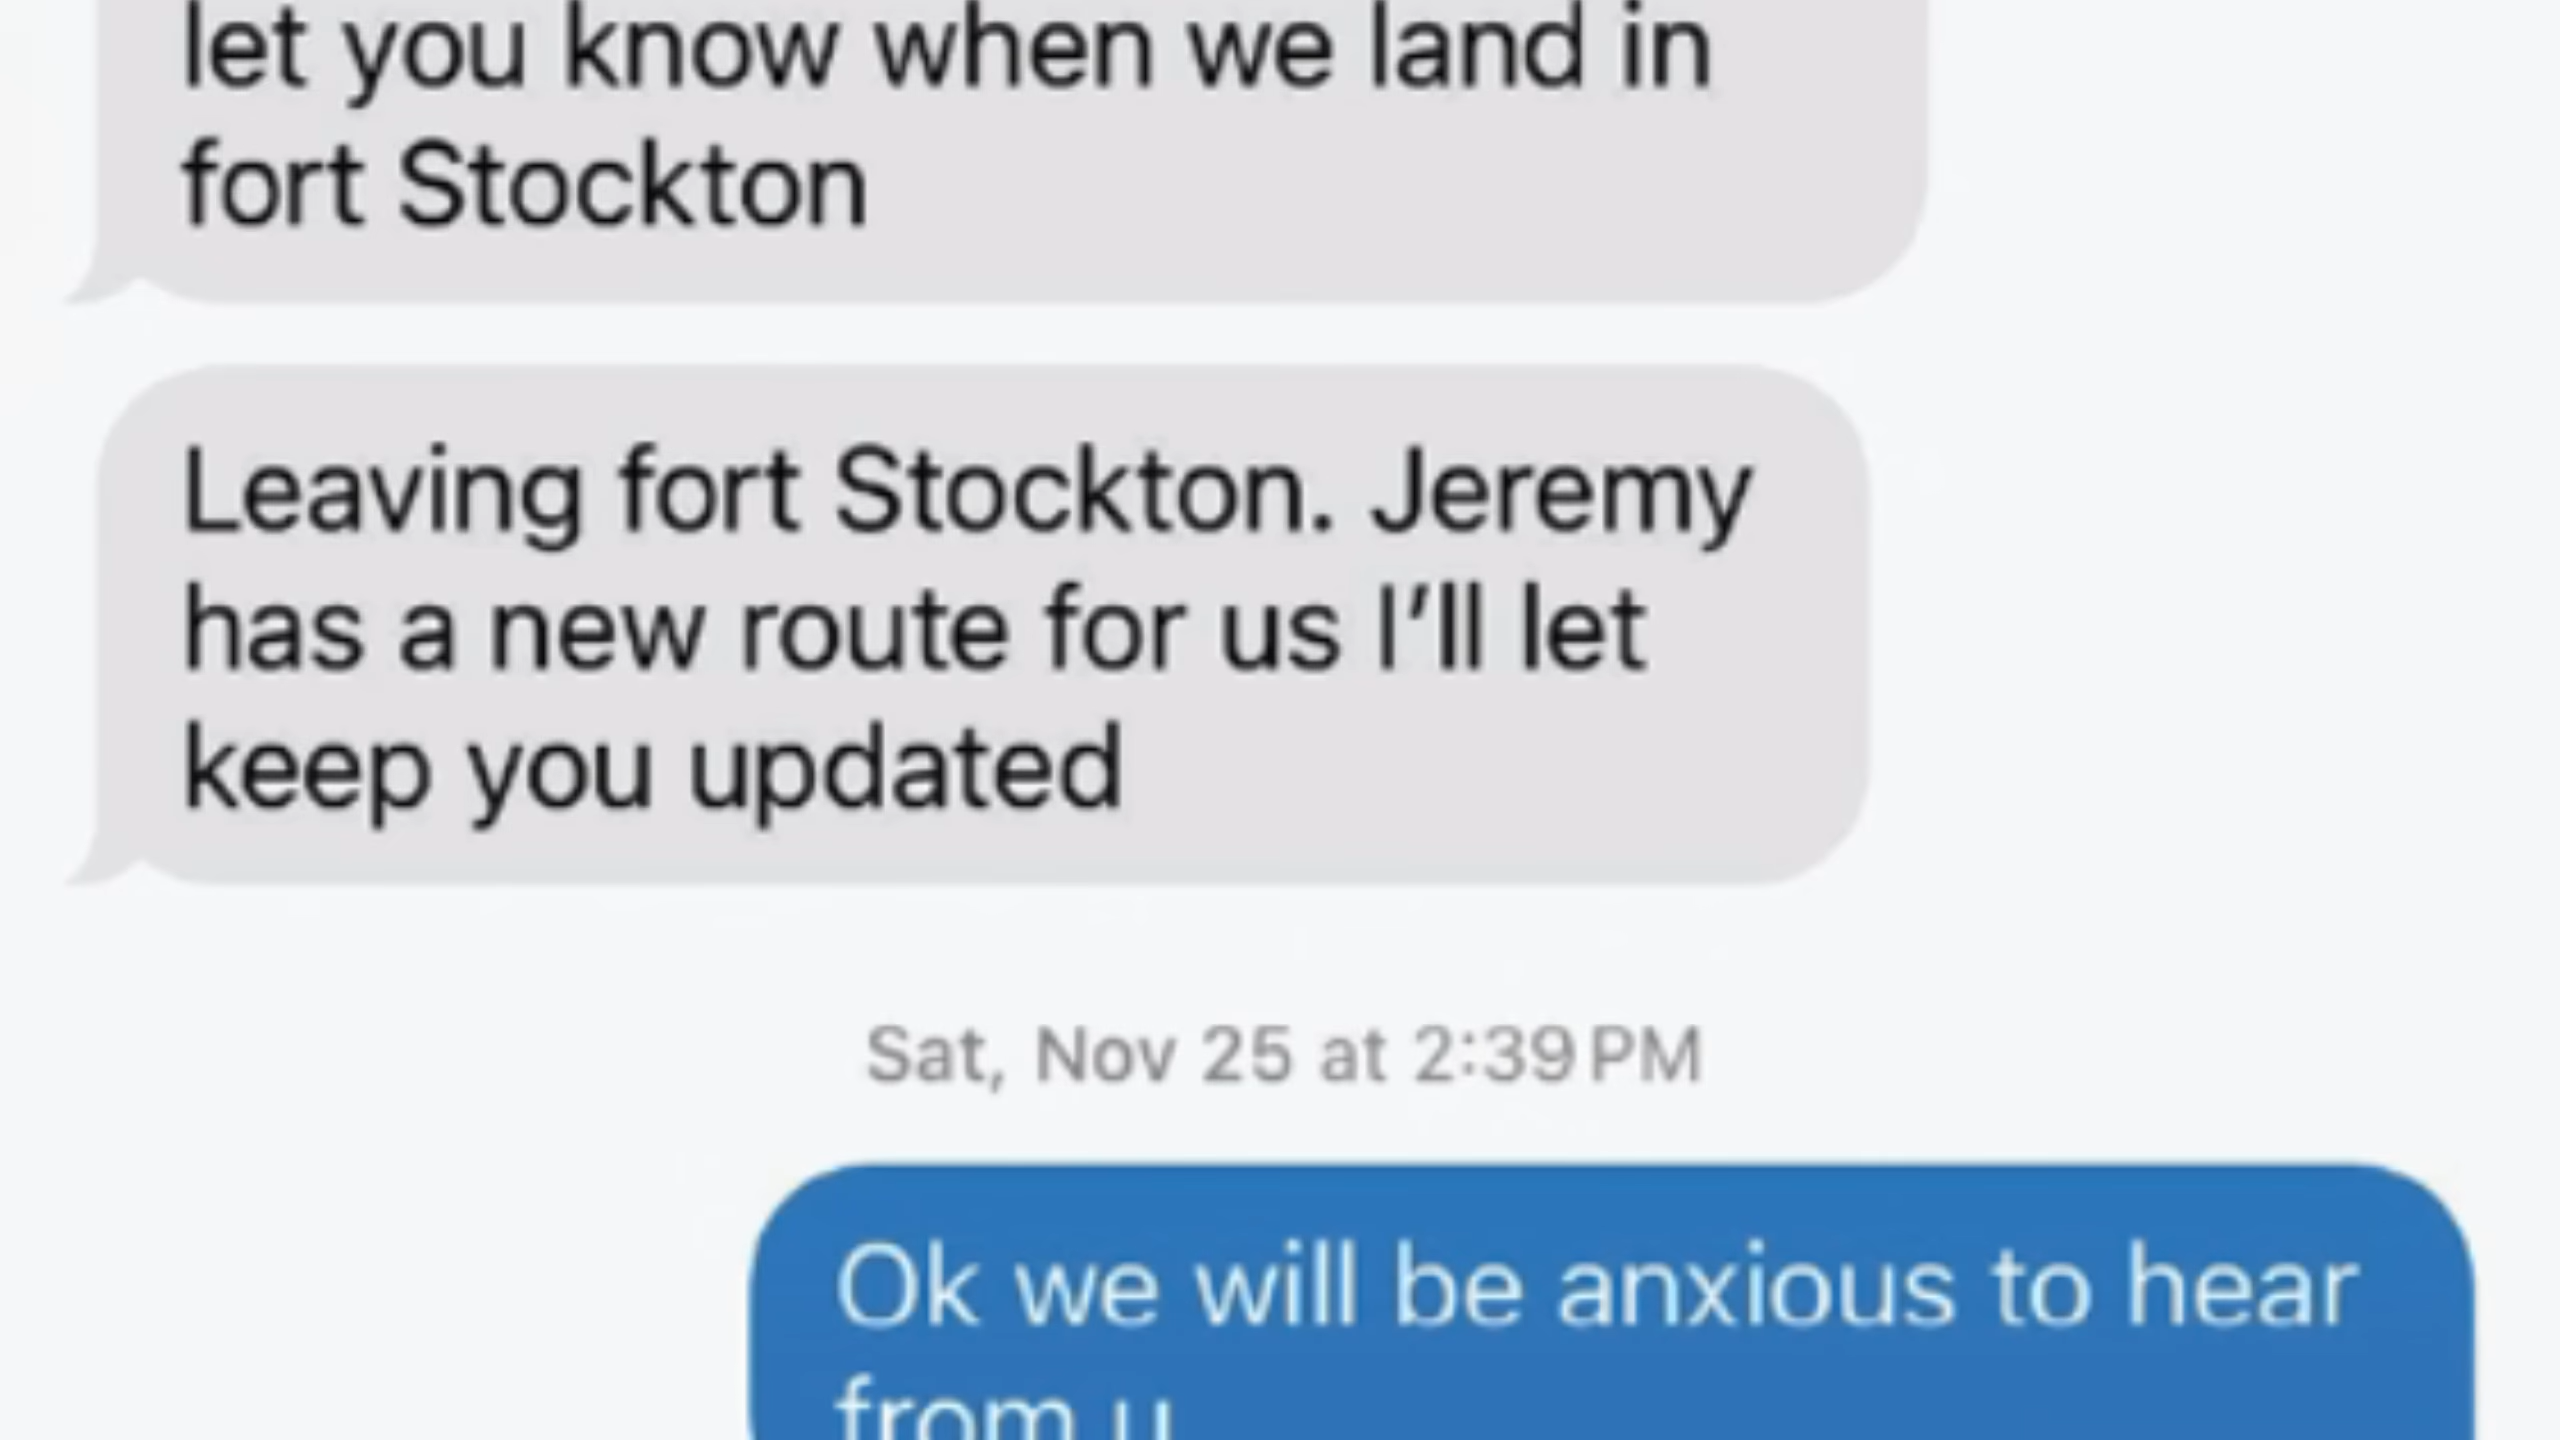 let you know when we land in
fort Stockton
Leaving fort Stockton. Jeremy
has a new route for us I’ll let
keep you updated
Sat, Nov 25 at 2:39 PM
Ok we will be anxious to hear
from u